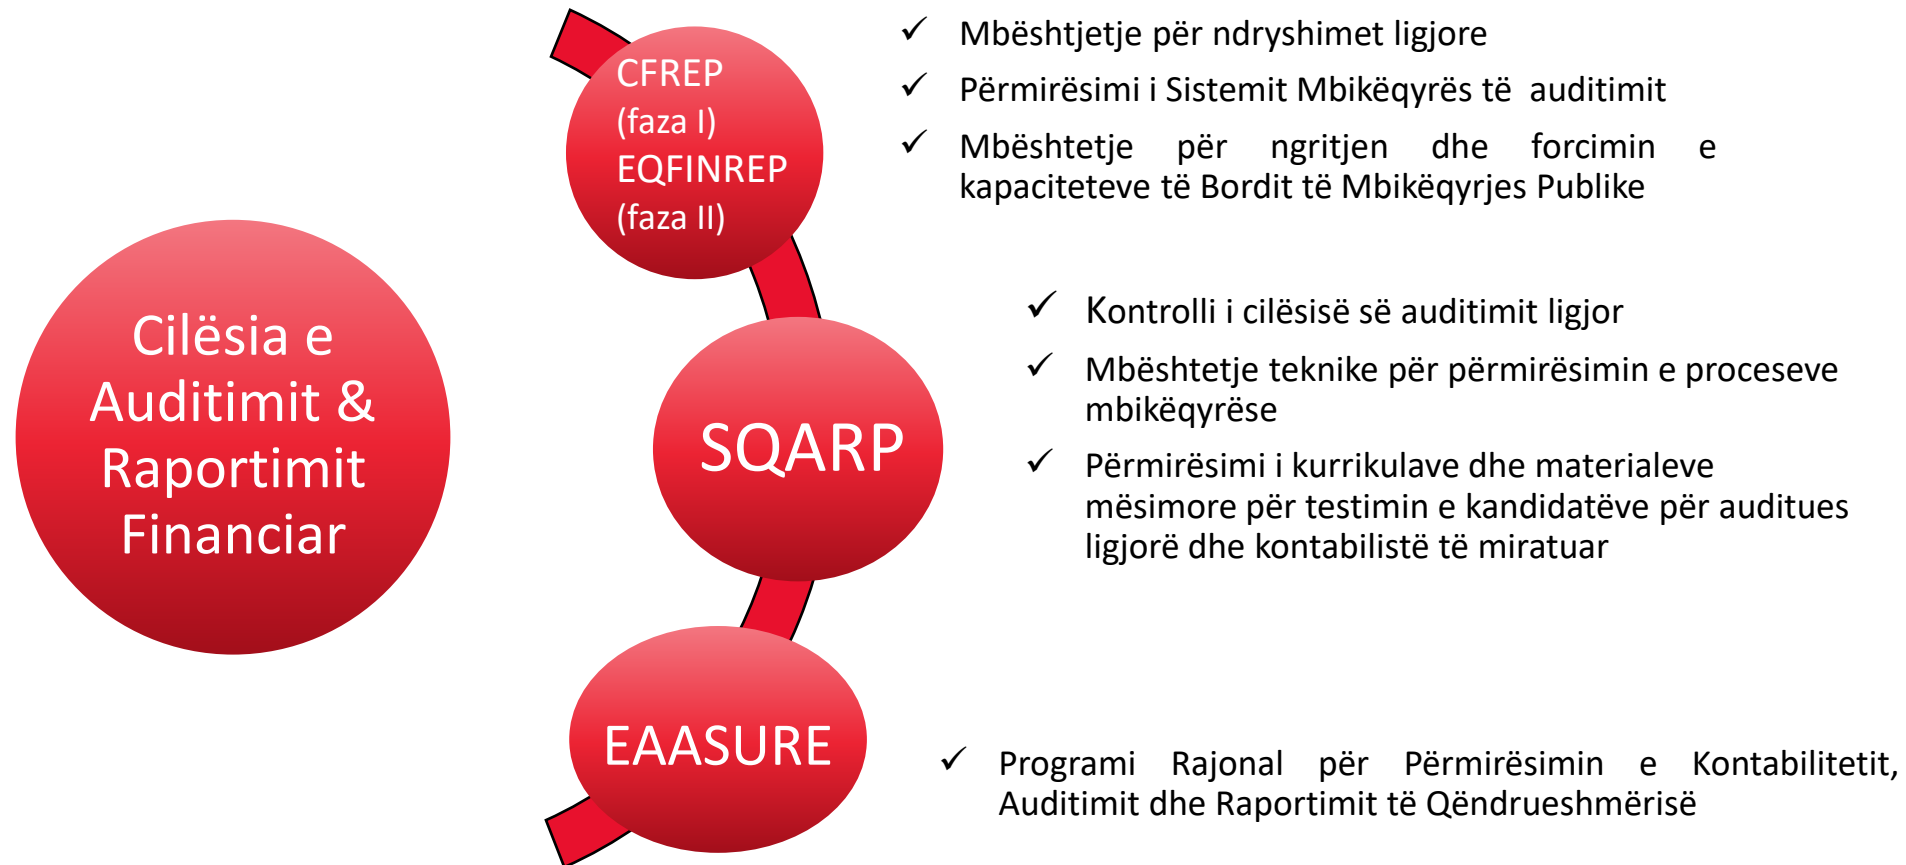 Cilësia e
Auditimit &
Raportimit
Financiar
CFREP
(faza I)
EQFINREP
(faza II)
✓ Mbështjetje për ndryshimet ligjore
✓ Përmirësimi i Sistemit Mbikëqyrës të auditimit
✓ Mbështetje për ngritjen dhe forcimin e
kapaciteteve të Bordit të Mbikëqyrjes Publike
SQARP
✓ Kontrolli i cilësisë së auditimit ligjor
✓ Mbështetje teknike për përmirësimin e proceseve
mbikëqyrëse
✓ Përmirësimi i kurrikulave dhe materialeve
mësimore për testimin e kandidatëve për auditues
ligjorë dhe kontabilistë të miratuar
EAASURE
✓ Programi Rajonal për Përmirësimin e Kontabilitetit,
Auditimit dhe Raportimit të Qëndrueshmërisë